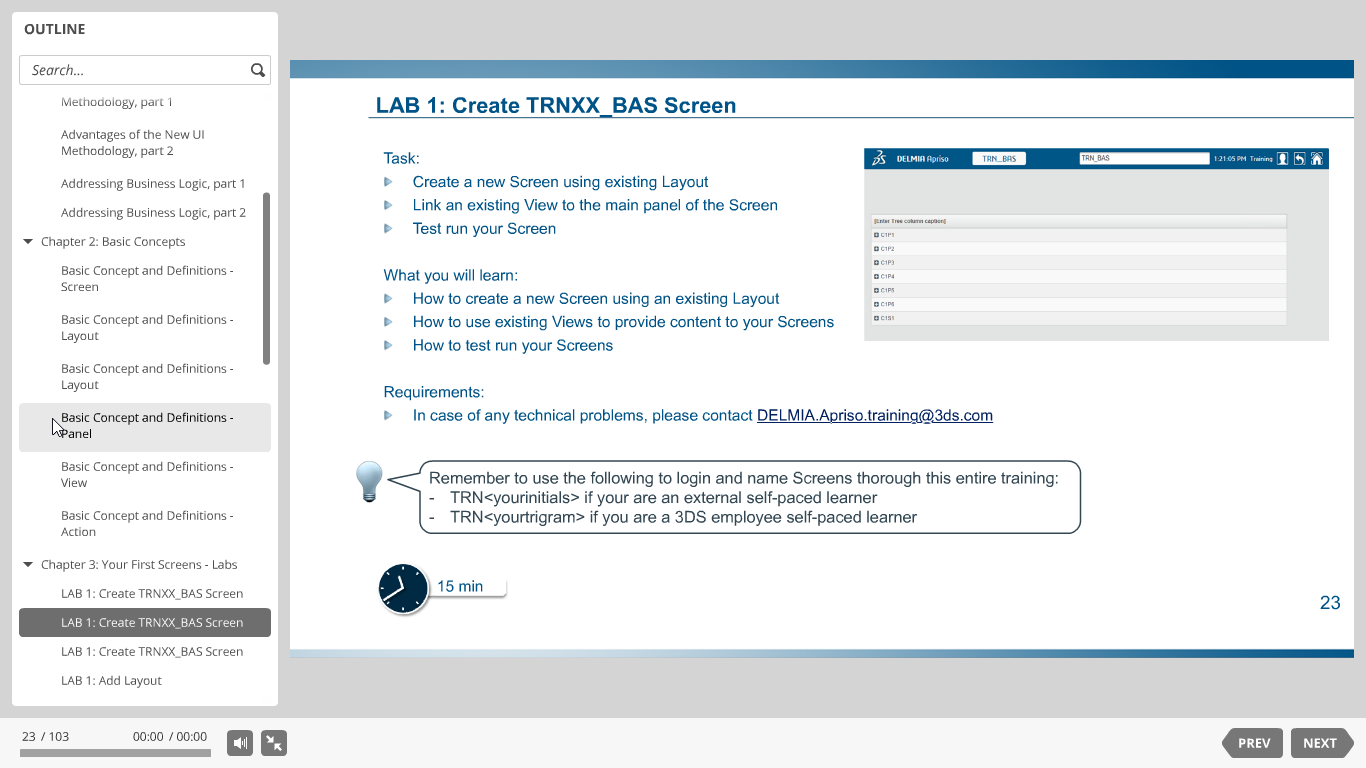 OUTLINE
Search...
Methodology, part 1
Advantages of the New UI
Methodology, part 2
Addressing Business Logic, part 1
Addressing Business Logic, part 2
Chapter 2: Basic Concepts
Basic Concept and Definitions -
Screen
Basic Concept and Definitions -
Layout
Basic Concept and Definitions -
Layout
Basic Concept and Definitions -
Panel
Basic Concept and Definitions -
View
Basic Concept and Definitions -
Action
Chapter 3: Your First Screens - Labs
LAB 1: Create TRNXX_BAS Screen
LAB 1: Create TRNXX_BAS Screen
LAB 1: Create TRNXX_BAS Screen
LAB 1: Add Layout
LAB 1: Create TRNXX_BAS Screen
Task:
Create a new Screen using existing Layout
Link an existing View to the main panel of the Screen
Test run your Screen
What you will learn:
How to create a new Screen using an existing Layout
How to use existing Views to provide content to your Screens
How to test run your Screens
Requirements:
In case of any technical problems, please contact DELMIA.Apriso.training@3ds.com
DELMIA Apriso TRN_BAS TRN_BAS 1:21:05 PM Training
[Enter Tree column caption]
C1P1
C1P2
C1P3
C1P4
C1P5
C1P6
C1S1
Remember to use the following to login and name Screens thorough this entire training:
- TRN<yourinitials> if your are an external self-paced learner
- TRN<yourtrigram> if you are a 3DS employee self-paced learner
15 min
23
23 / 103 00:00 / 00:00
PREV NEXT